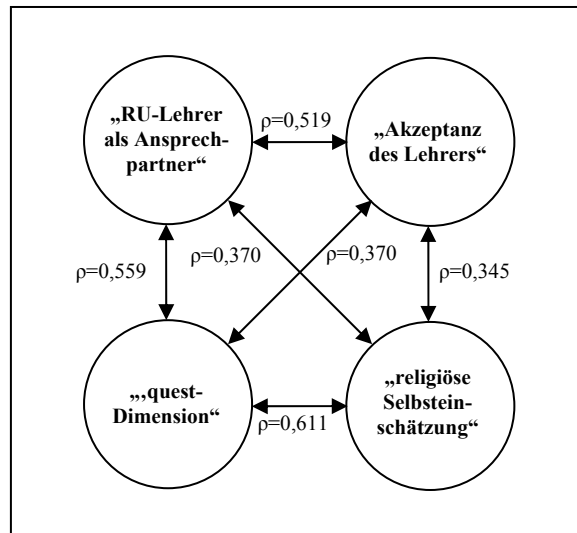 „RU-Lehrer
als Ansprech-
partner“
ρ=0,519
„Akzeptanz
des Lehrers“
ρ=0,559
ρ=0,370
ρ=0,370
ρ=0,345
„‚quest-
Dimension“
ρ=0,611
„religiöse
Selbstein-
schätzung“